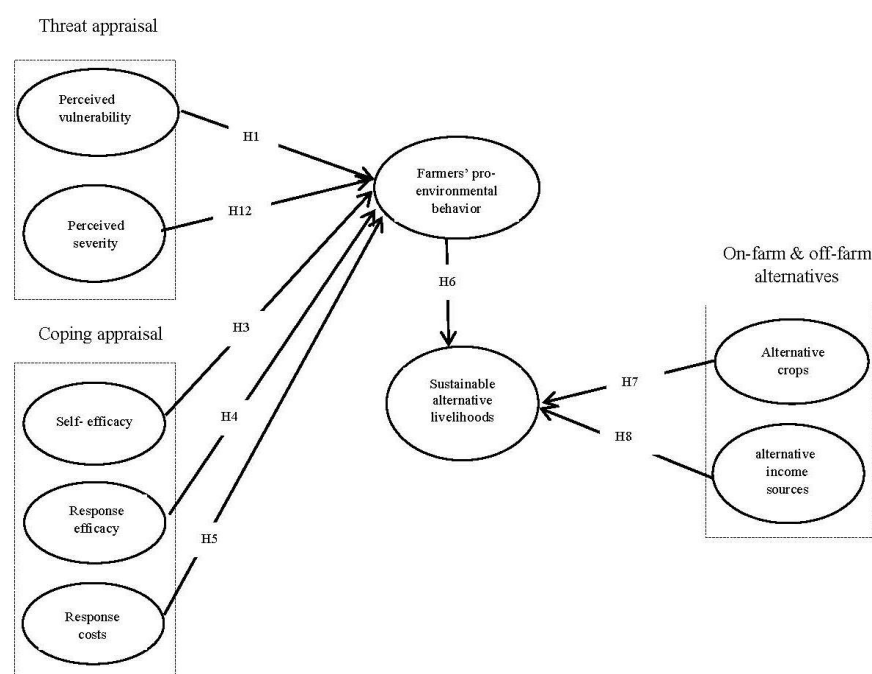 Threat appraisal
Perceived
vulnerability
H1
Perceived
severity
H12
Farmers' pro-
environmental
behavior
Coping appraisal
H3
Self- efficacy
H4
Response
efficacy
H5
Response
costs
H6
Sustainable
alternative
livelihoods
On-farm & off-farm
alternatives
Alternative
crops
H7
H8
alternative
income
sources